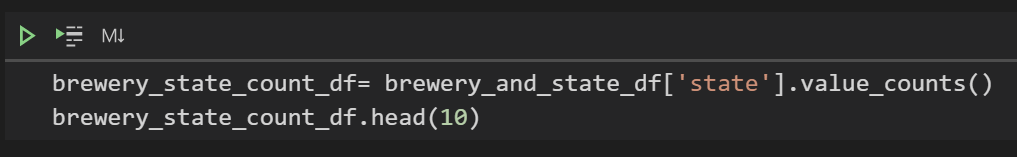 M↓
brewery_state_count_df= brewery_and_state_df['state'].value_counts()
brewery_state_count_df.head(10)